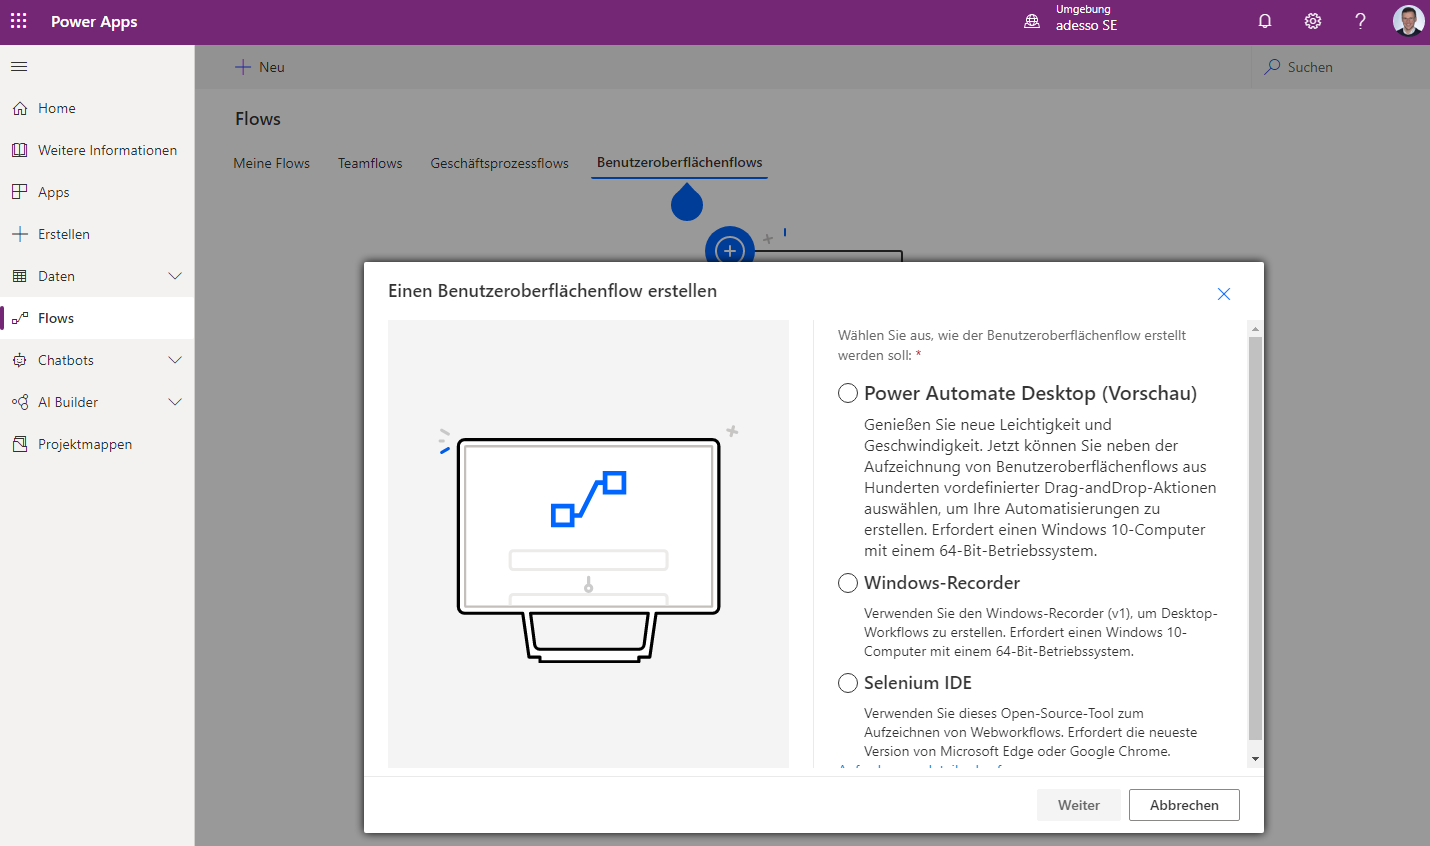 Power Apps
Umgebung
adesso SE
Neu
Suchen
Home
Weitere Informationen
Apps
Erstellen
Daten
Flows
Chatbots
AI Builder
Projektmappen
Flows
Meine Flows
Teamflows
Geschäftsprozessflows
Benutzeroberflächenflows
Einen Benutzeroberflächenflow erstellen
Wählen Sie aus, wie der Benutzeroberflächenflow erstellt
werden soll: *
Power Automate Desktop (Vorschau)
Genießen Sie neue Leichtigkeit und
Geschwindigkeit. Jetzt können Sie neben der
Aufzeichnung von Benutzeroberflächenflows aus
Hunderten vordefinierter Drag-andDrop-Aktionen
auswählen, um Ihre Automatisierungen zu
erstellen. Erfordert einen Windows 10-Computer
mit einem 64-Bit-Betriebssystem.
Windows-Recorder
Verwenden Sie den Windows-Recorder (v1), um Desktop-
Workflows zu erstellen. Erfordert einen Windows 10-
Computer mit einem 64-Bit-Betriebssystem.
Selenium IDE
Verwenden Sie dieses Open-Source-Tool zum
Aufzeichnen von Webworkflows. Erfordert die neueste
Version von Microsoft Edge oder Google Chrome.
Weiter
Abbrechen